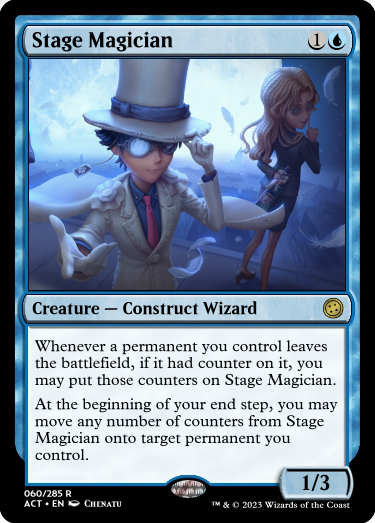 Stage Magician 1
Creature — Construct Wizard
Whenever a permanent you control leaves
the battlefield, if it had counter on it, you
may put those counters on Stage Magician.
At the beginning of your end step, you may
move any number of counters from Stage
Magician onto target permanent you
control.
1/3
060/285 R
ACT • EN Chenatu
™ & © 2023 Wizards of the Coast